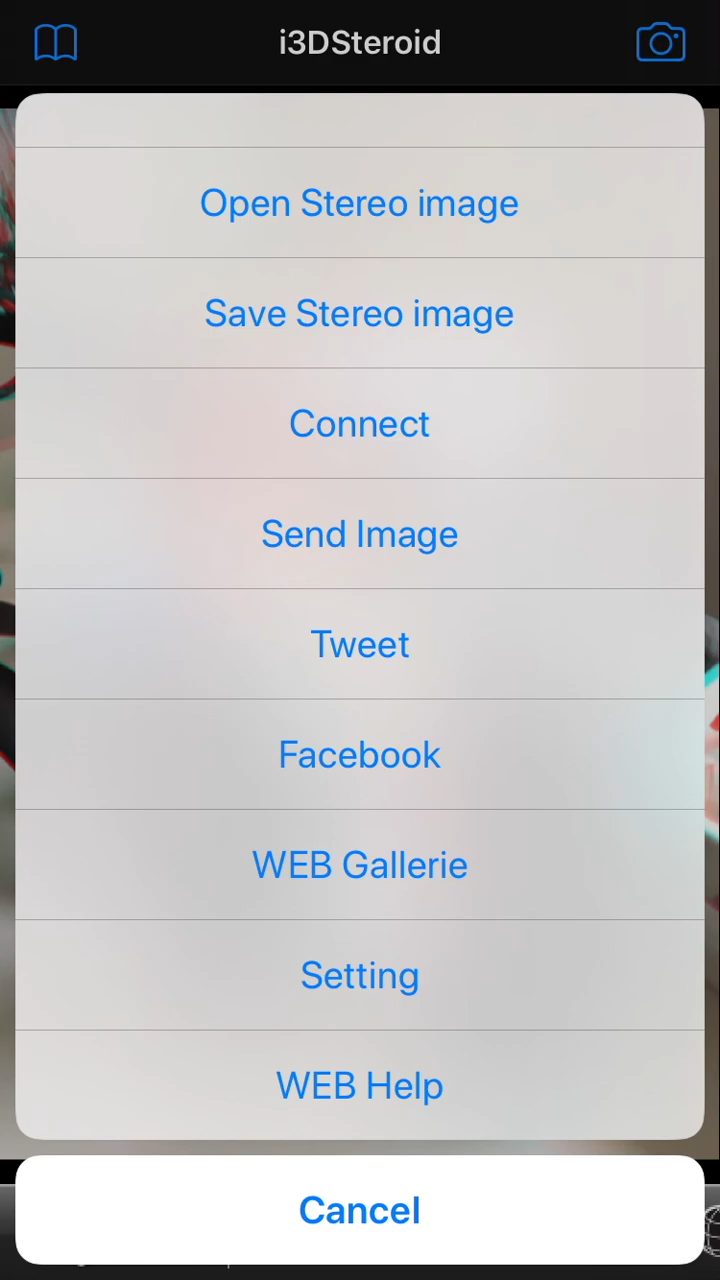 i3DSteroid
Open Stereo image
Save Stereo image
Connect
Send Image
Tweet
Facebook
WEB Gallerie
Setting
WEB Help
Cancel